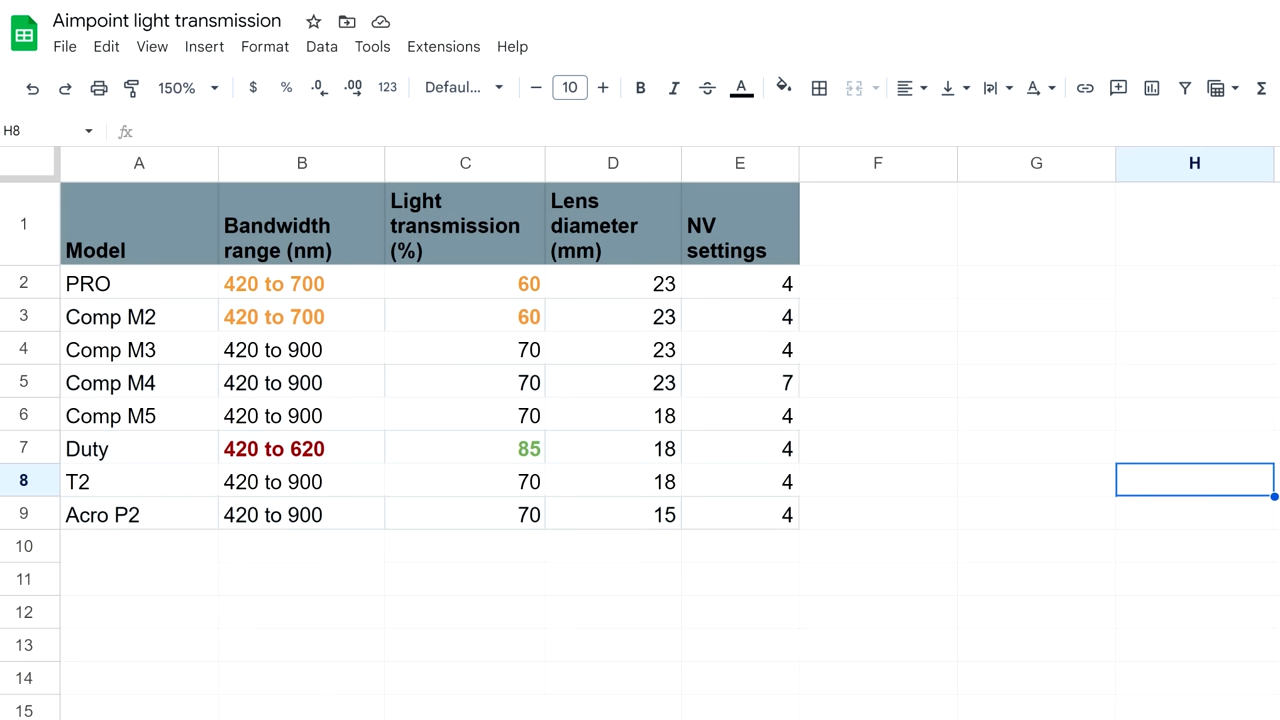 Aimpoint light transmission
File Edit View Insert Format Data Tools Extensions Help
150% $ % .0 .00 123 Defaul... − 10 + B I S A Σ
H8 fx
A B C D E F G H
1 Model Bandwidth range (nm) Light transmission (%) Lens diameter (mm) NV settings
2 PRO 420 to 700 60 23 4
3 Comp M2 420 to 700 60 23 4
4 Comp M3 420 to 900 70 23 4
5 Comp M4 420 to 900 70 23 7
6 Comp M5 420 to 900 70 18 4
7 Duty 420 to 620 85 18 4
8 T2 420 to 900 70 18 4
9 Acro P2 420 to 900 70 15 4
10
11
12
13
14
15